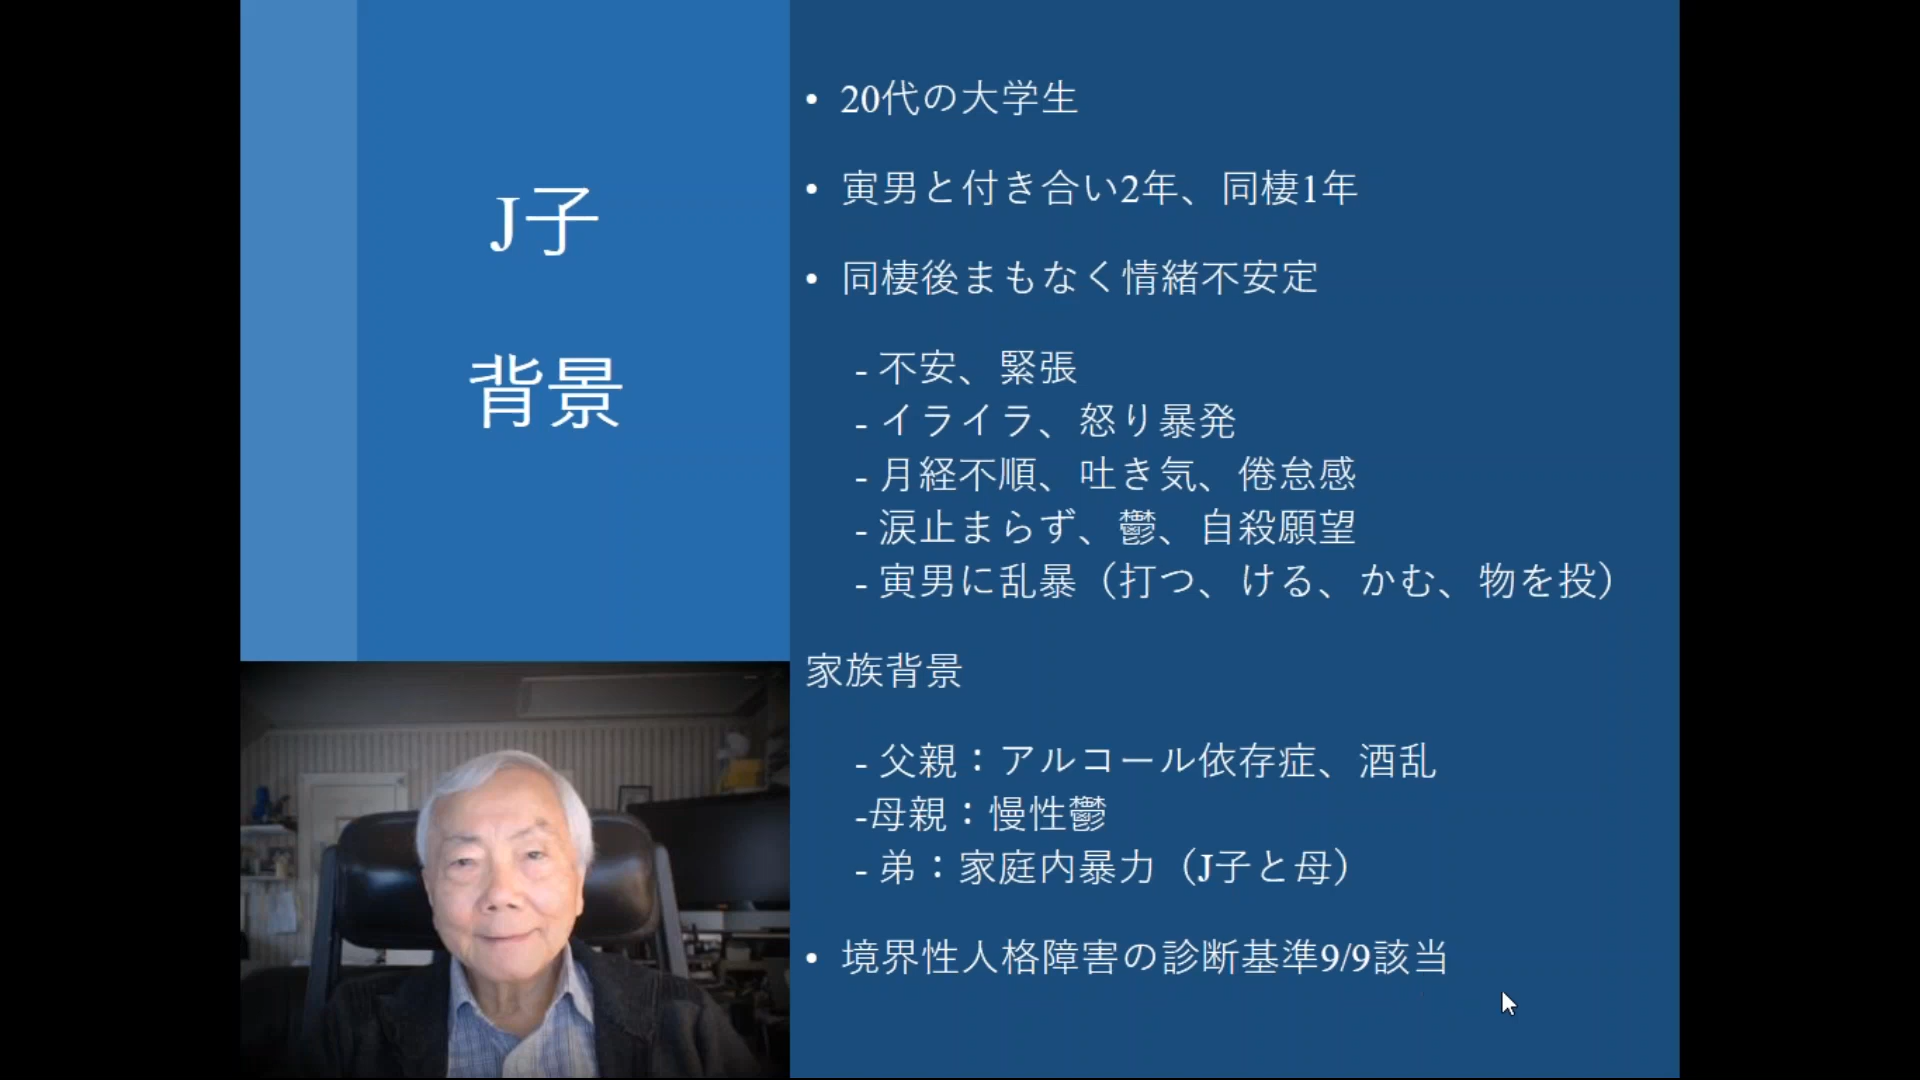 J子
背景
• 20代の大学生
• 寅男と付き合い2年、同棲1年
• 同棲後まもなく情緒不安定
- 不安、緊張
- イライラ、怒り暴発
- 月経不順、吐き気、倦怠感
- 涙止まらず、鬱、自殺願望
- 寅男に乱暴（打つ、ける、かむ、物を投）
家族背景
- 父親：アルコール依存症、酒乱
-母親：慢性鬱
- 弟：家庭内暴力（J子と母）
• 境界性人格障害の診断基準9/9該当